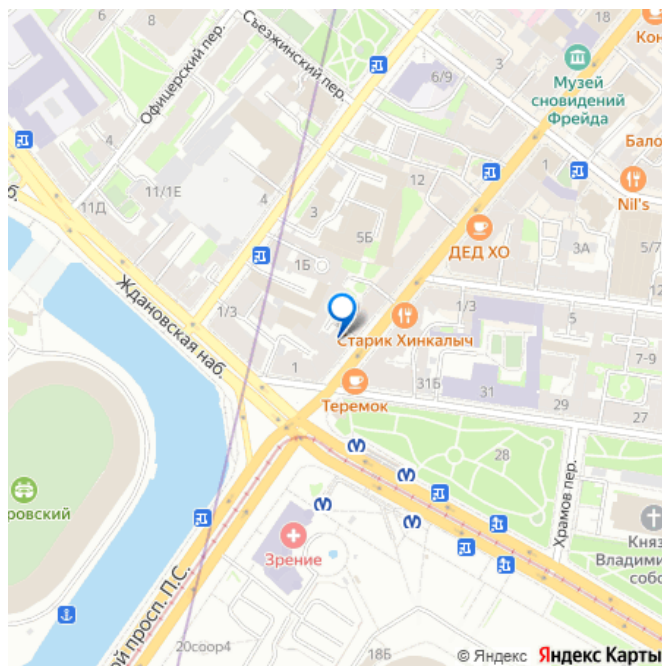 18
Кон
Съезжинский пер.
Офицерский пер.
6/9
3
Музей
сновидений
Фрейда
4
1
Бало
12
11/1Е
4
Nil's
11Д
3
5Б
ДЕД ХО
3А
5/7
об.
1Б
Ждановская наб.
1/3
1/3
Старик Хинкалыч
1
31Б
31
7-9
Теремок
29
27
28
Храмов пер.
ровский
Зрение
Княз
Владими
собо
ой просп. П.С.
20соор4
18Б
© Яндекс Яндекс Карты